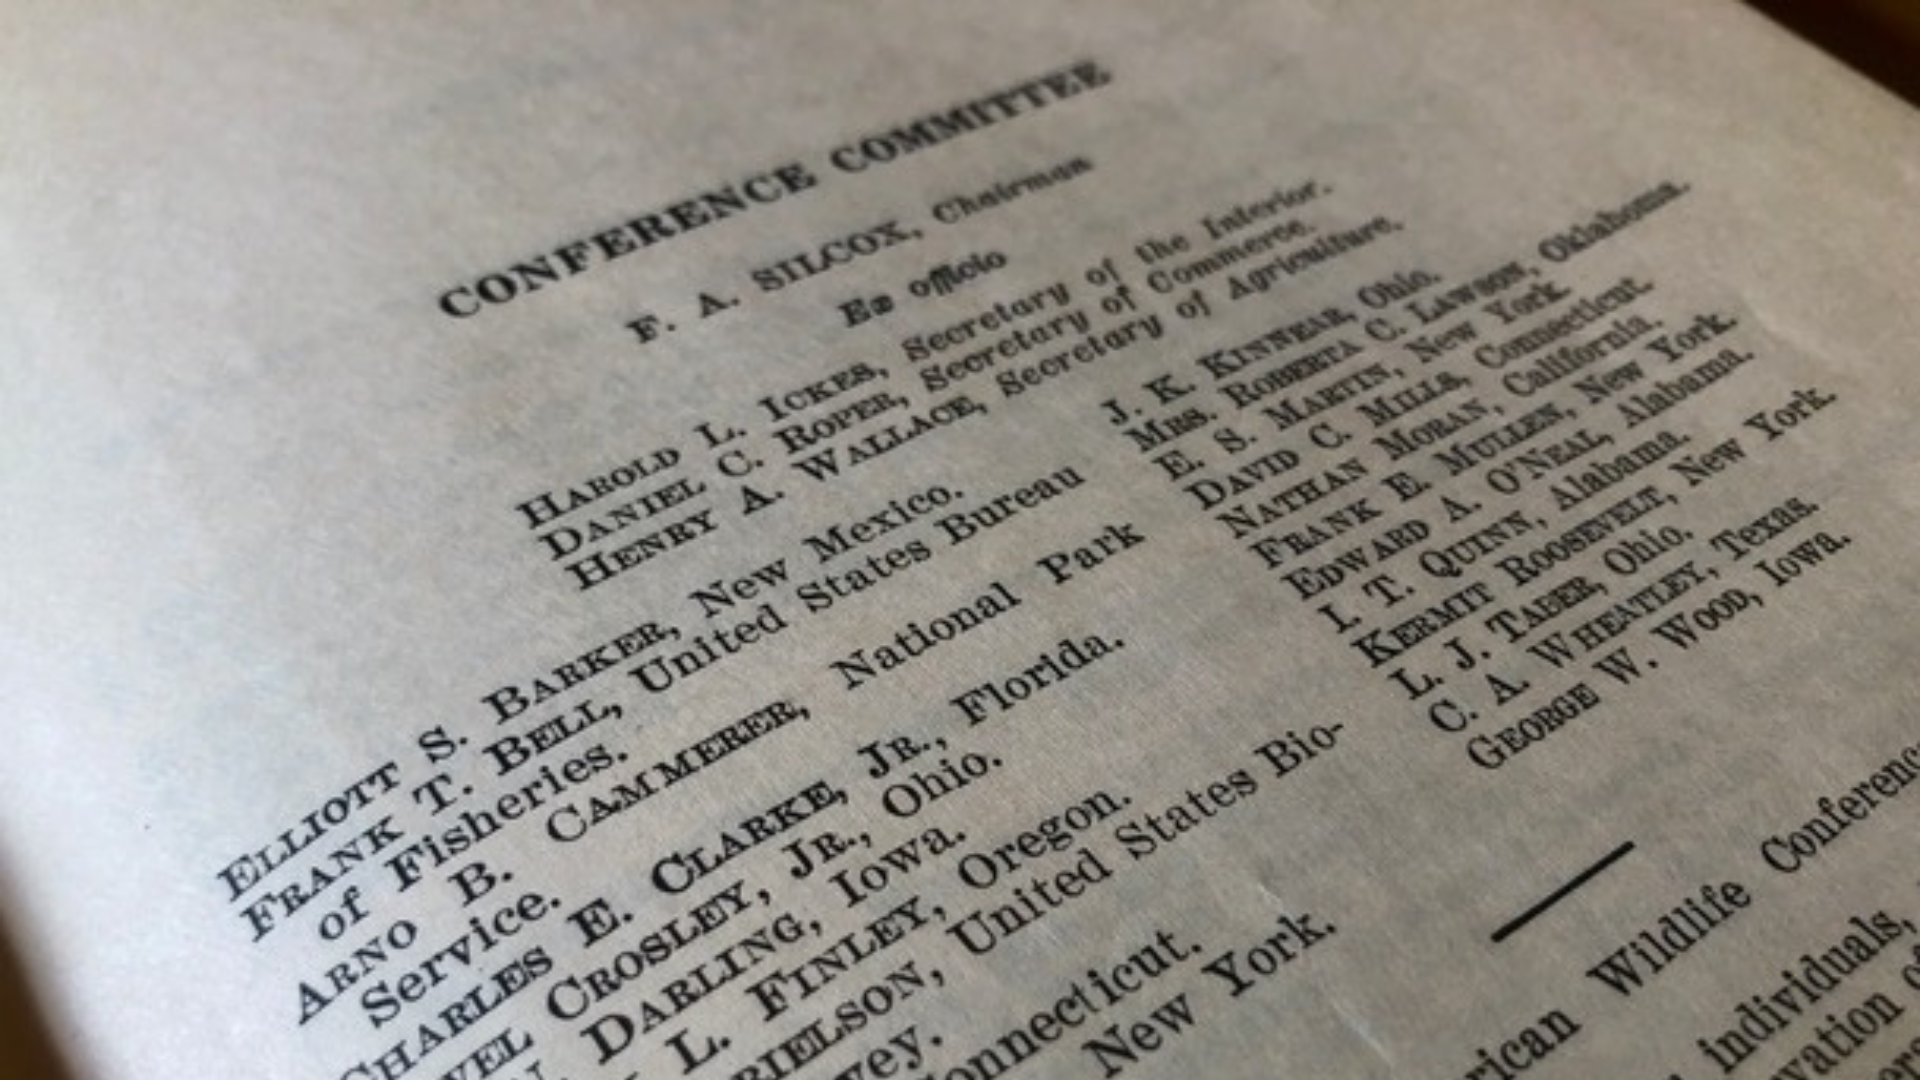 CONFERENCE COMMITTEE
F. A. SILCOX, Chairman
Ex officio
HAROLD L. ICKES, Secretary of the Interior.
DANIEL C. ROPER, Secretary of Commerce.
HENRY A. WALLACE, Secretary of Agriculture.
ELLIOTT S. BARKER, New Mexico.
FRANK T. BELL, United States Bureau
of Fisheries.
ARNO B. CAMMERER, National Park
Service.
CHARLES E. CLARKE, JR., Florida.
CROSLEY, JR., Ohio.
DARLING, Iowa.
L. FINLEY, Oregon.
United States Bio-
New York.
J. K. KINNEAR, Ohio.
MRS. ROBERTA C. LAWSON, Oklahoma.
E. S. MARTIN, New York.
DAVID C. MILLS, Connecticut.
NATHAN MORAN, California.
FRANK E. MULLEN, New York.
EDWARD A. O'NEAL, Alabama.
I. T. QUINN, Alabama.
KERMIT ROOSEVELT, New York.
L. J. TABER, Ohio.
C. A. WHEATLEY, Texas.
GEORGE W. WOOD, Iowa.
Wildlife
individuals,